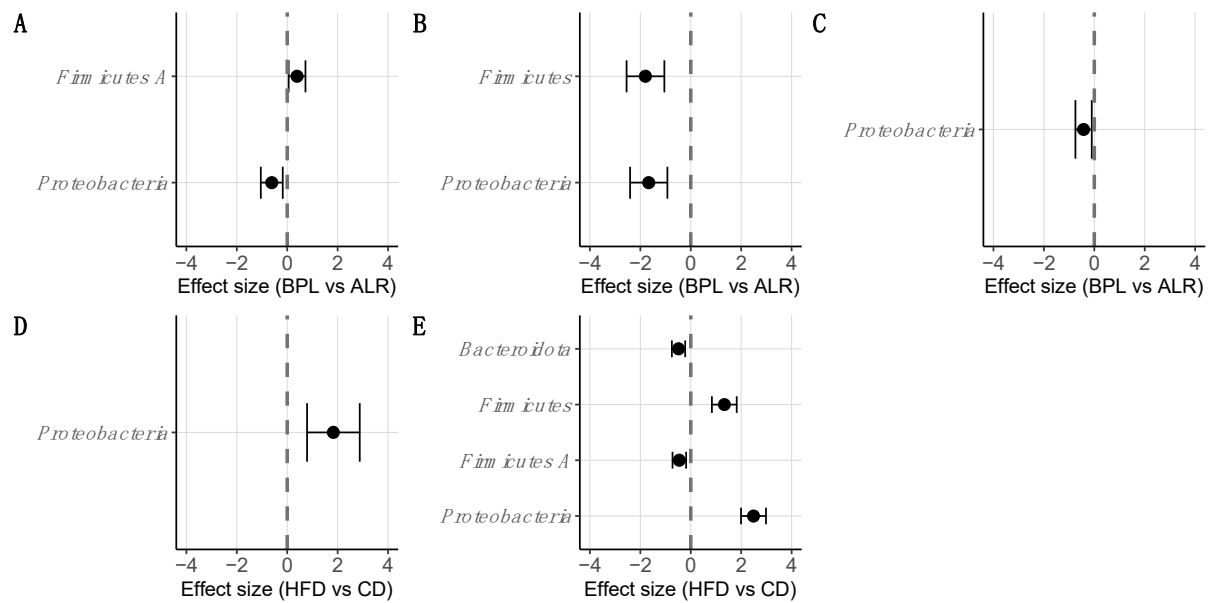 A
Firmicutes A
Proteobacteria
−4 −2 0 2 4
Effect size (BPL vs ALR)
B
Firmicutes
Proteobacteria
−4 −2 0 2 4
Effect size (BPL vs ALR)
C
Proteobacteria
−4 −2 0 2 4
Effect size (BPL vs ALR)
D
Proteobacteria
−4 −2 0 2 4
Effect size (HFD vs CD)
E
Bacteroidota
Firmicutes
Firmicutes A
Proteobacteria
−4 −2 0 2 4
Effect size (HFD vs CD)